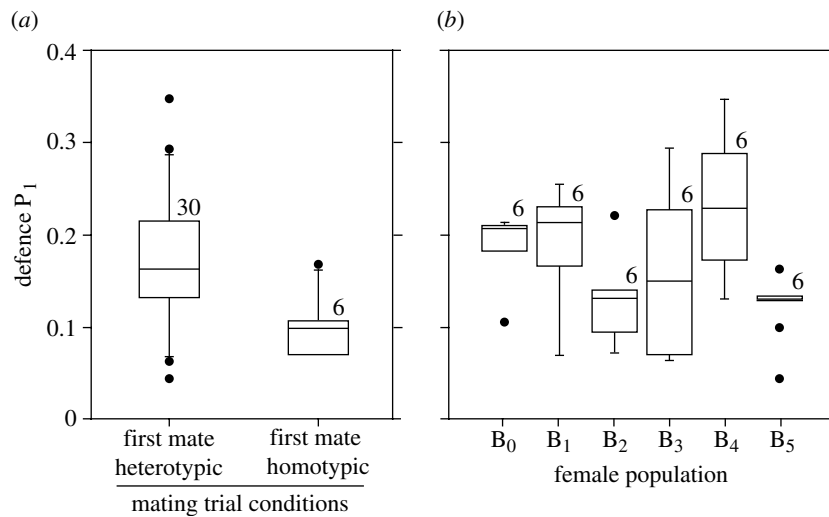 (a)
(b)
defence P1
0.4
0.3
0.2
0.1
0
30
6
first mate heterotypic
first mate homotypic
mating trial conditions
6
6
6
6
6
6
B0 B1 B2 B3 B4 B5
female population